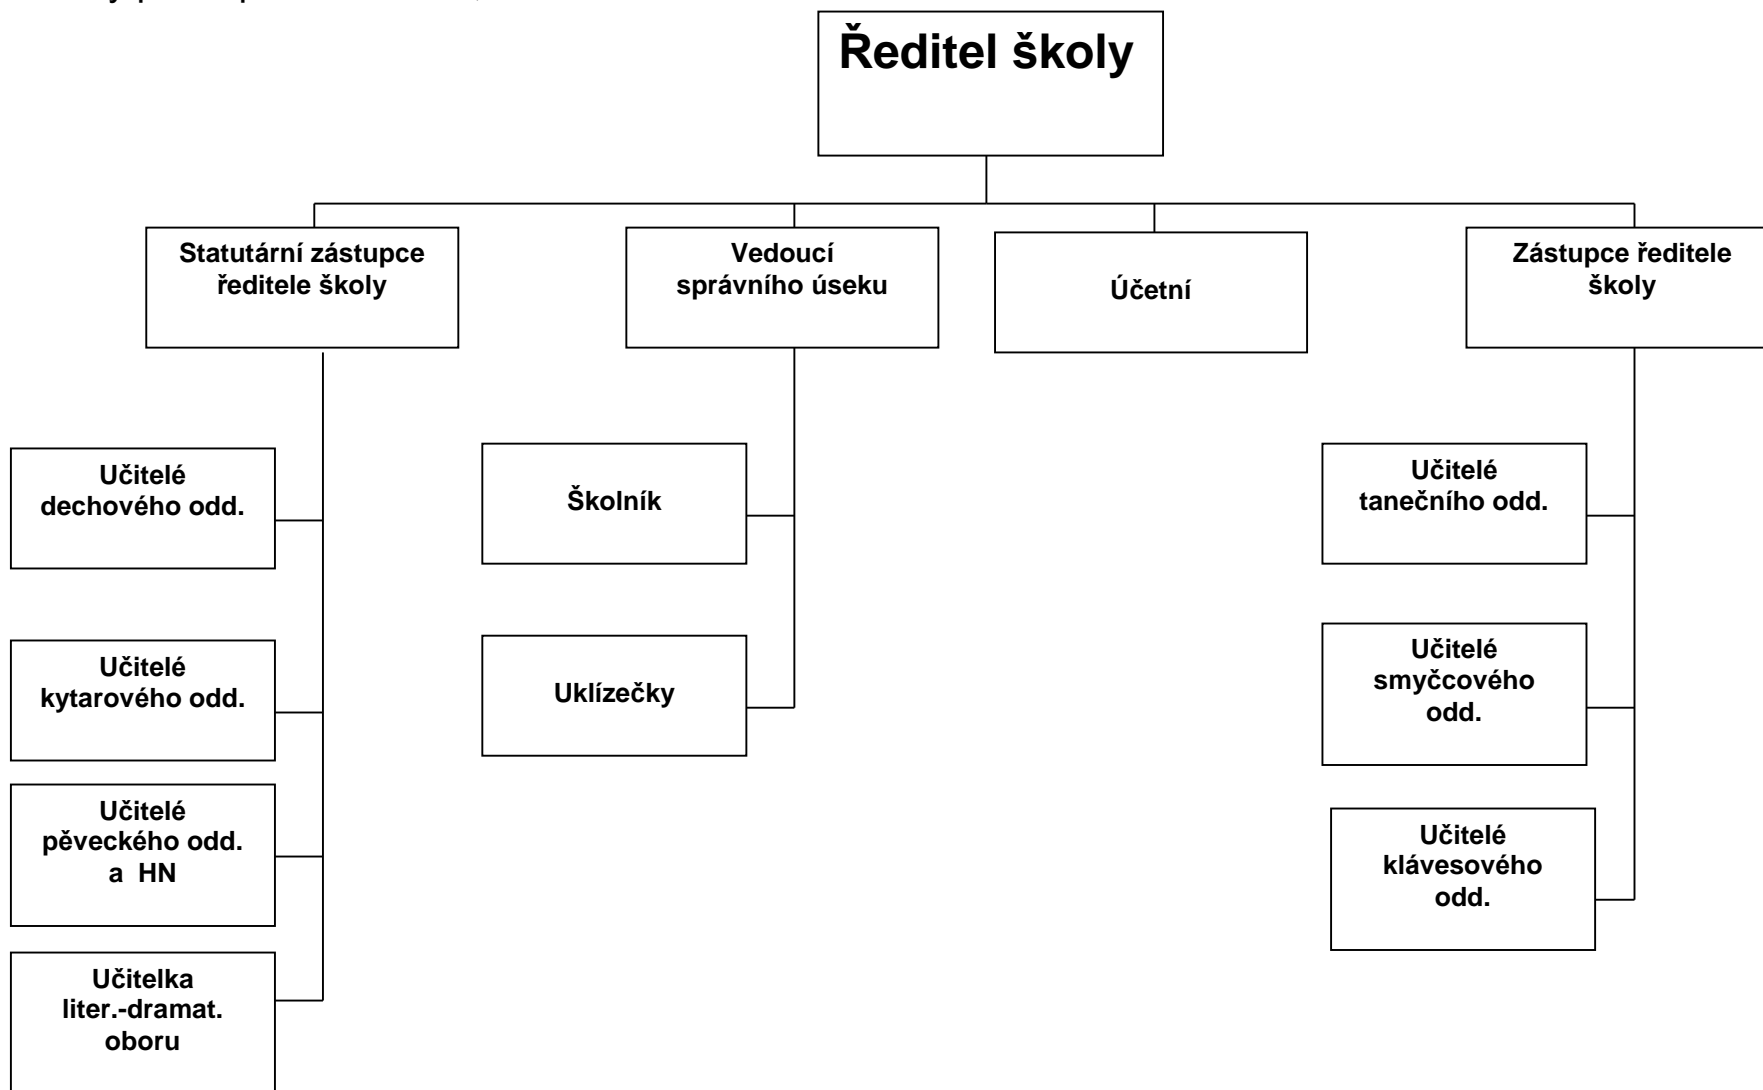 Ředitel školy
Statutární zástupce
ředitele školy
Vedoucí
správního úseku
Účetní
Zástupce ředitele
školy
Učitelé
dechového odd.
Školník
Učitelé
tanečního odd.
Učitelé
kytarového odd.
Uklízečky
Učitelé
smyčcového
odd.
Učitelé
pěveckého odd.
a HN
Učitelé
klávesového
odd.
Učitelka
liter.-dramat.
oboru